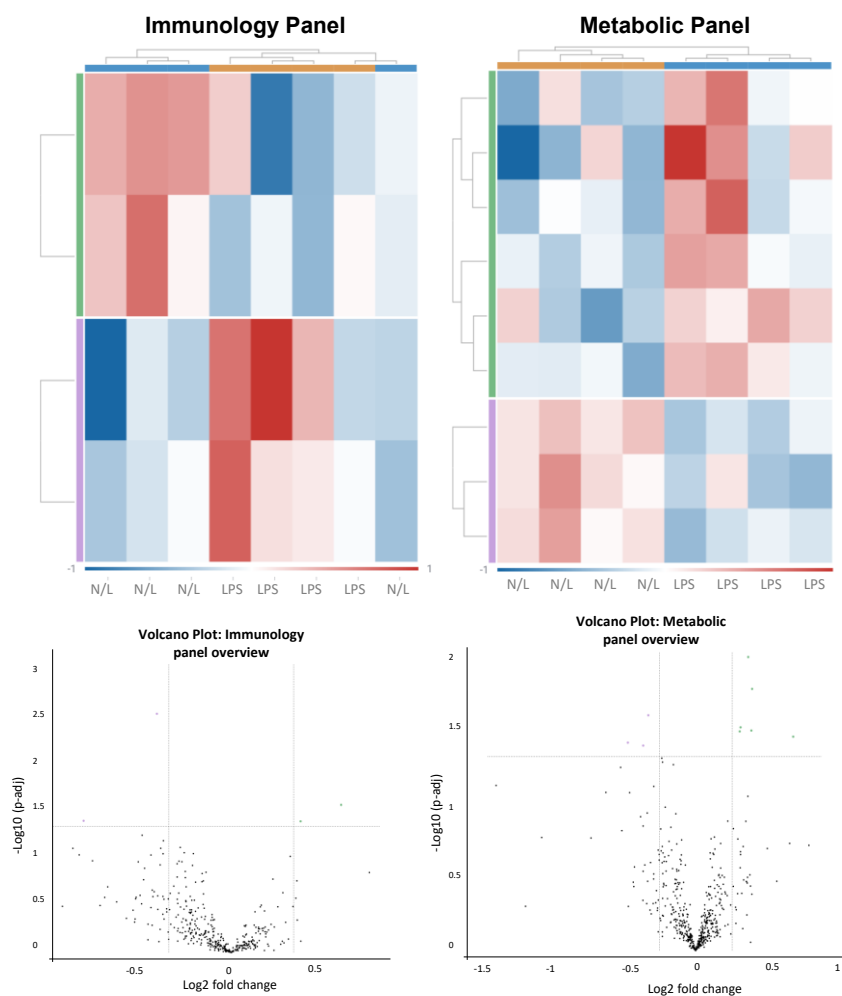 Immunology Panel
Metabolic Panel
-1
1
N/L
N/L
N/L
LPS
LPS
LPS
LPS
N/L
-1
1
N/L
N/L
N/L
N/L
LPS
LPS
LPS
LPS
Volcano Plot: Immunology
panel overview
-Log10 (p-adj)
3
2.5
2
1.5
1
0.5
0
-0.5
0
0.5
Log2 fold change
Volcano Plot: Metabolic
panel overview
-Log10 (p-adj)
2
1.5
1
0.5
0
-1.5
-1
-0.5
0
0.5
1
Log2 fold change